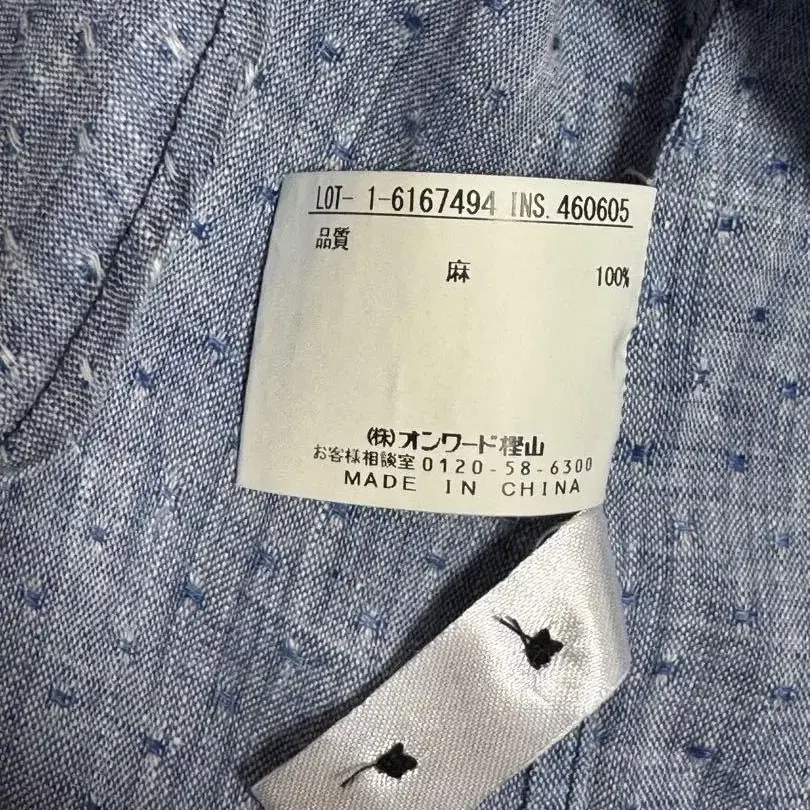 LOT- 1-6167494 INS. 460605
品質
麻 100%
㈱オンワード樫山
お客様相談室 0120-58-6300
MADE IN CHINA